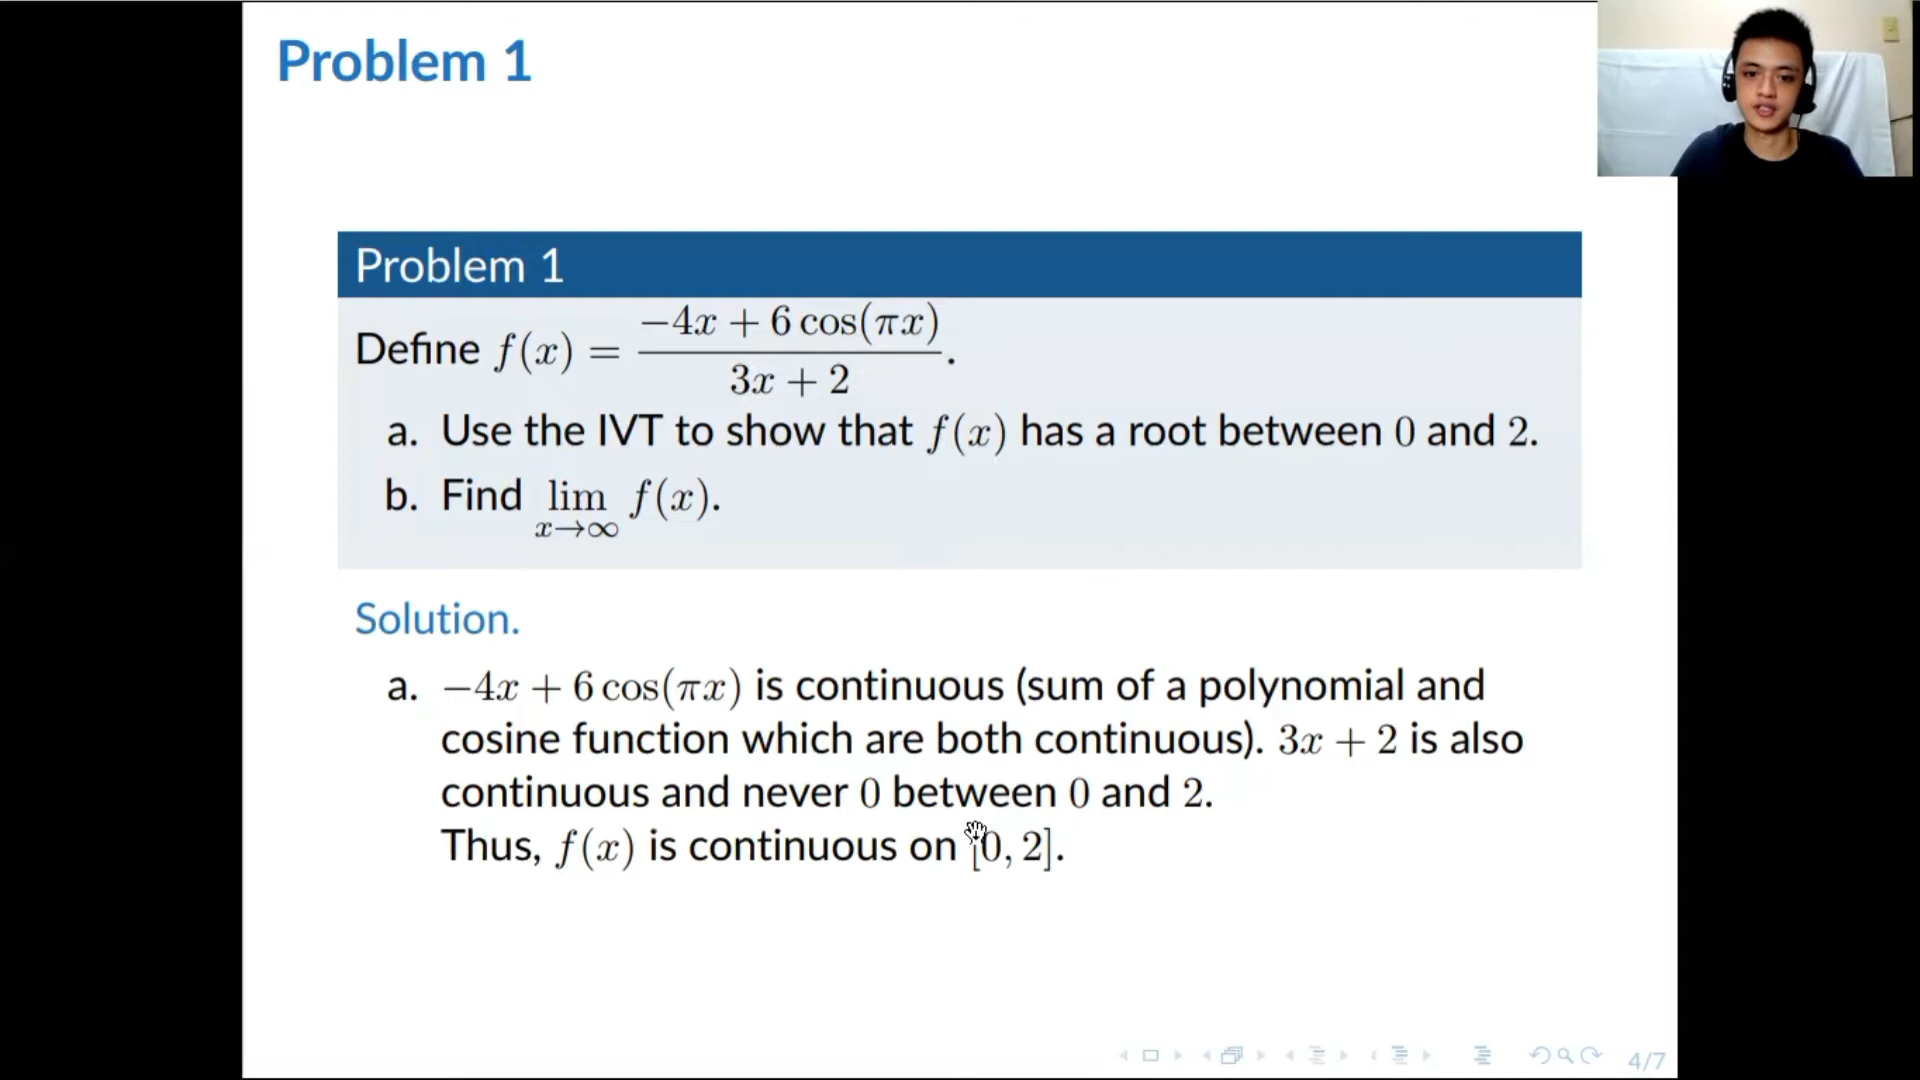 Problem 1
Problem 1
Define f(x) = \frac{-4x + 6 cos(πx)}{3x + 2}.
a. Use the IVT to show that f(x) has a root between 0 and 2.
b. Find \lim_{x→∞} f(x).
Solution.
a. −4x + 6 cos(πx) is continuous (sum of a polynomial and
cosine function which are both continuous). 3x + 2 is also
continuous and never 0 between 0 and 2.
Thus, f(x) is continuous on [0, 2].
4/7